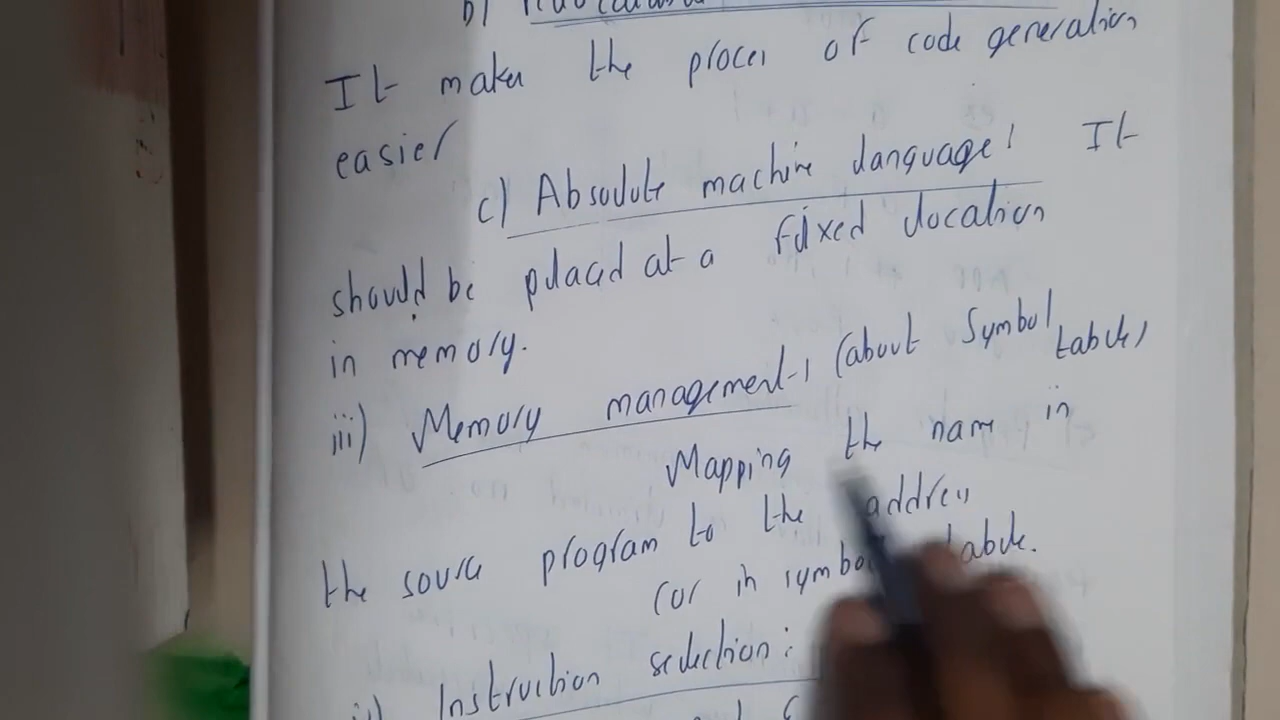 b)
It makes the process of code generation
easier
c) Absolute machine language! It
should be placed at a fixed location
in memory.
iii) Memory management! (about symbol table)
Mapping the name in
the source program to the address
(or in symbol table.
Instruction selection: